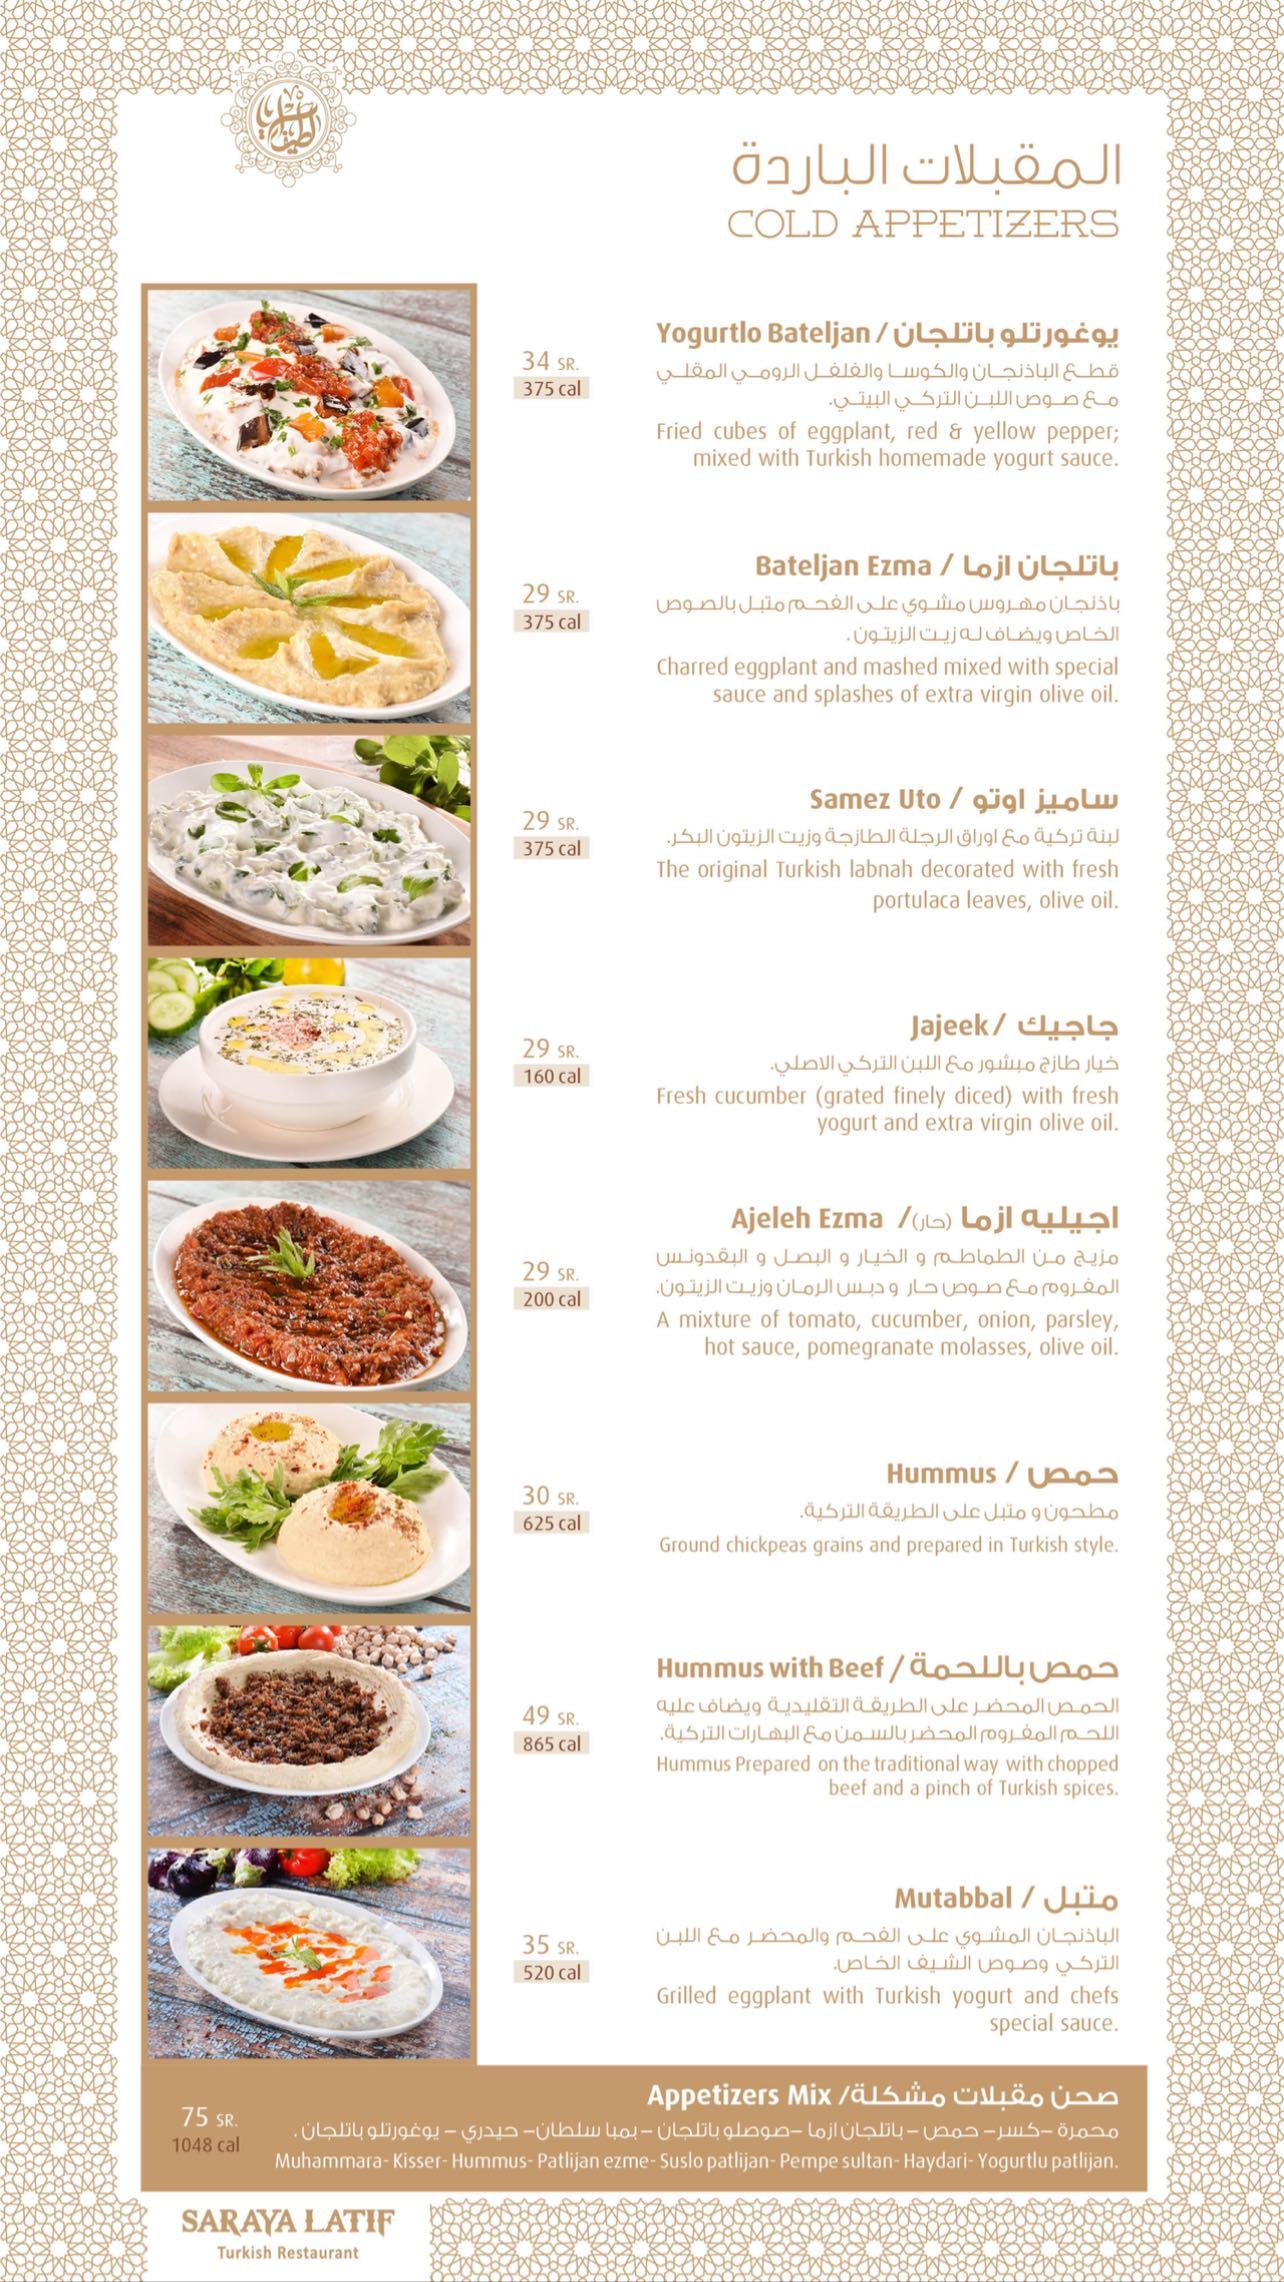 المقبلات الباردة
COLD APPETIZERS
Yogurtlo Bateljan / يوغورتلو باتلجان
34 SR.
375 cal
قطع الباذنجان والكوسا والفلفل الرومي المقلي
مع صوص اللبن التركي البيتي.
Fried cubes of eggplant, red & yellow pepper;
mixed with Turkish homemade yogurt sauce.
Bateljan Ezma / باتلجان ازما
29 SR.
375 cal
باذنجان مهروس مشوي على الفحم متبل بالصوص
الخاص ويضاف له زيت الزيتون .
Charred eggplant and mashed mixed with special
sauce and splashes of extra virgin olive oil.
Samez Uto / ساميز اوتو
29 SR.
375 cal
لبنة تركية مع اوراق الرجلة الطازجة وزيت الزيتون البكر.
The original Turkish labnah decorated with fresh
portulaca leaves, olive oil.
Jajeek / جاجيك
29 SR.
160 cal
خيار طازج مبشور مع اللبن التركي الاصلي.
Fresh cucumber (grated finely diced) with fresh
yogurt and extra virgin olive oil.
Ajeleh Ezma / اجيليه ازما (حار)
29 SR.
200 cal
مزيج من الطماطم و الخيار و البصل و البقدونس
المفروم مع صوص حار و دبس الرمان وزيت الزيتون.
A mixture of tomato, cucumber, onion, parsley,
hot sauce, pomegranate molasses, olive oil.
Hummus / حمص
30 SR.
625 cal
مطحون و متبل على الطريقة التركية.
Ground chickpeas grains and prepared in Turkish style.
Hummus with Beef / حمص باللحمة
49 SR.
865 cal
الحمص المحضر على الطريقة التقليدية ويضاف عليه
اللحم المفروم المحضر بالسمن مع البهارات التركية.
Hummus Prepared on the traditional way with chopped
beef and a pinch of Turkish spices.
Mutabbal / متبل
35 SR.
520 cal
الباذنجان المشوي على الفحم والمحضر مع اللبن
التركي وصوص الشيف الخاص.
Grilled eggplant with Turkish yogurt and chefs
special sauce.
Appetizers Mix / صحن مقبلات مشكلة
75 SR.
1048 cal
محمرة –كسر– حمص – باتلجان ازما –صوصلو باتلجان – بمبا سلطان– حيدري – يوغورتلو باتلجان .
Muhammara- Kisser- Hummus- Patlijan ezme- Suslo patlijan- Pempe sultan- Haydari- Yogurtlu patlijan.
SARAYA LATIF
Turkish Restaurant